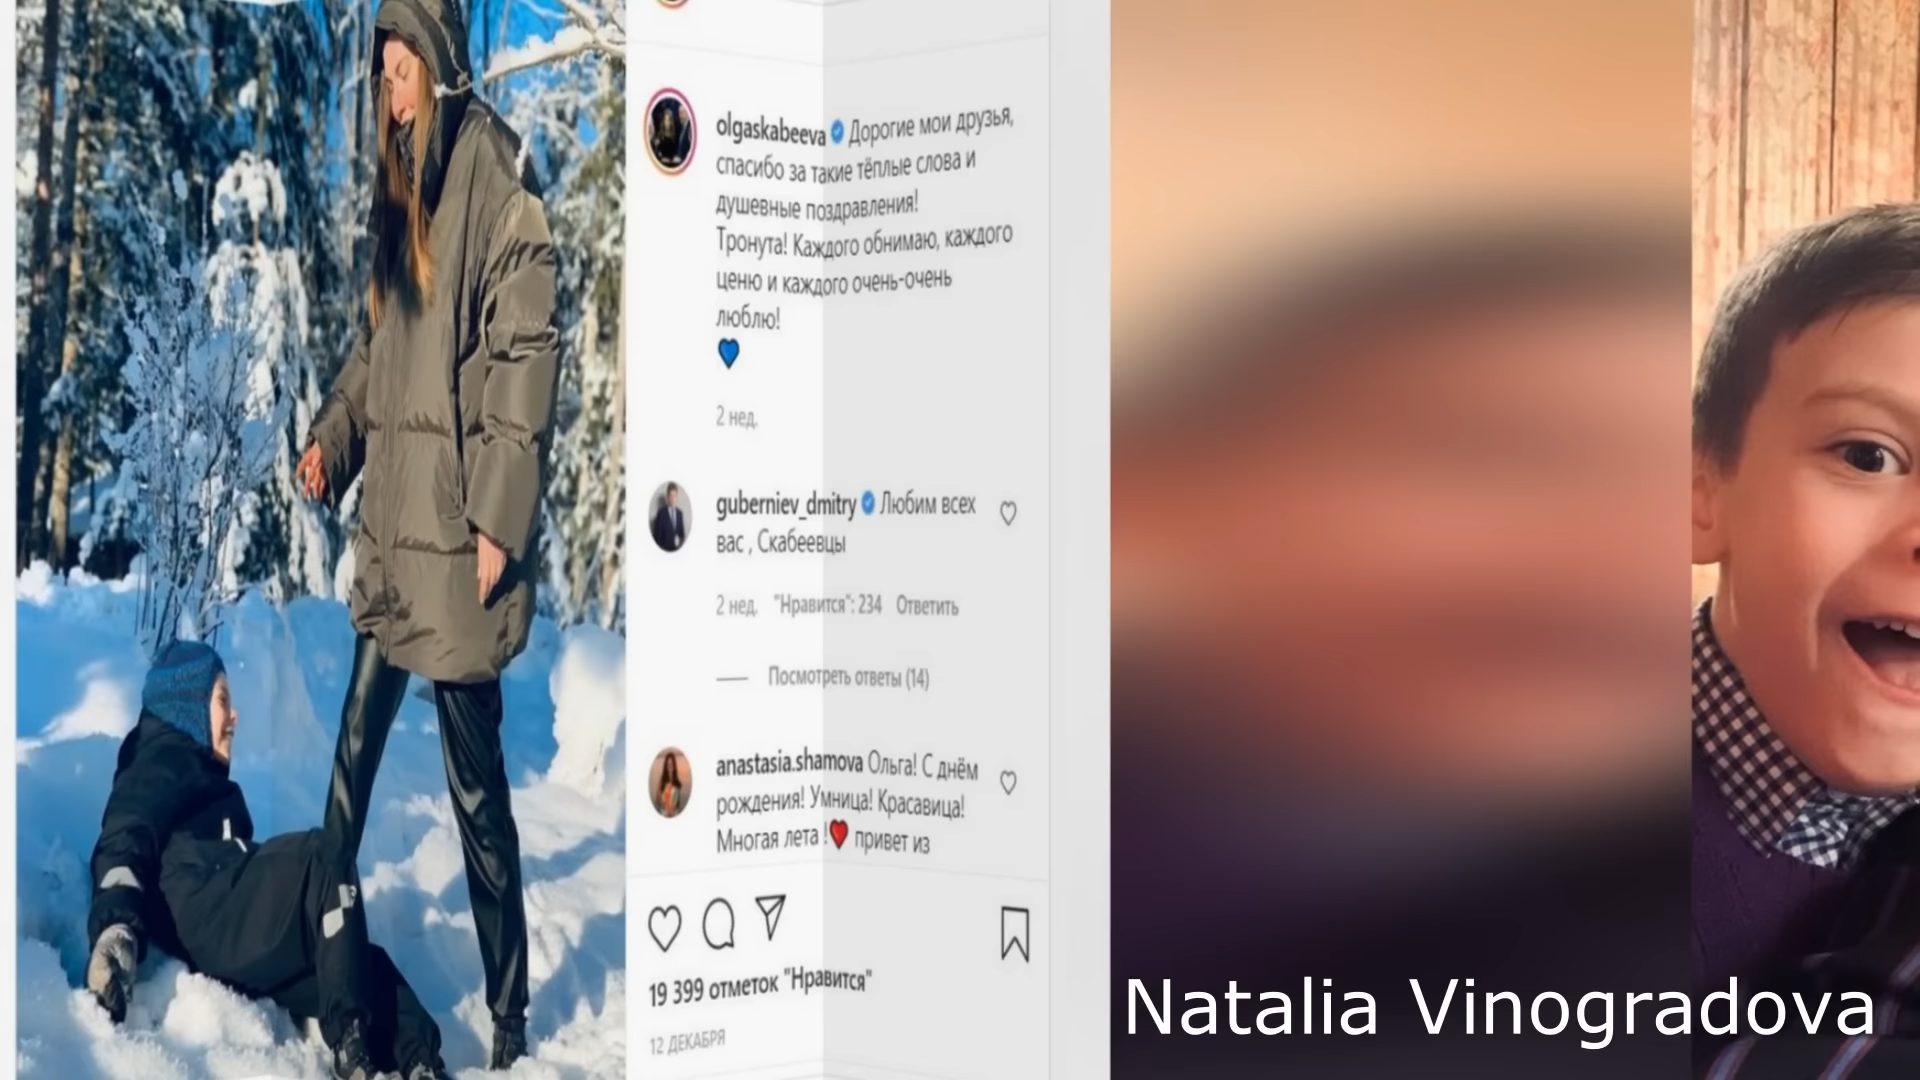 olgaskabeeva Дорогие мои друзья,
спасибо за такие тёплые слова и
душевные поздравления!
Тронута! Каждого обнимаю, каждого
ценю и каждого очень-очень
люблю!
2 нед.
guberniev_dmitry Любим всех
вас , Скабеевцы
2 нед. "Нравится": 234 Ответить
Посмотреть ответы (14)
anastasia.shamova Ольга! С днём
рождения! Умница! Красавица!
Многая лета ! привет из
19 399 отметок "Нравится"
12 ДЕКАБРЯ
Natalia Vinogradova